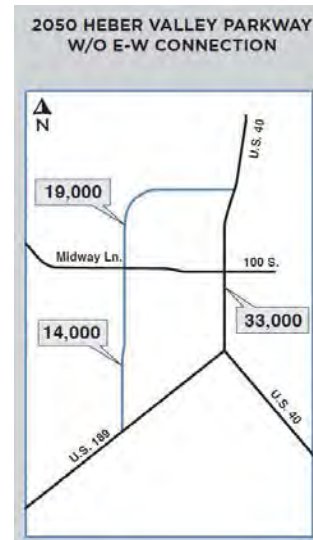 2050 HEBER VALLEY PARKWAY
W/O E-W CONNECTION
N
U.S. 40
19,000
Midway Ln.
100 S.
14,000
33,000
U.S. 189
U.S. 40